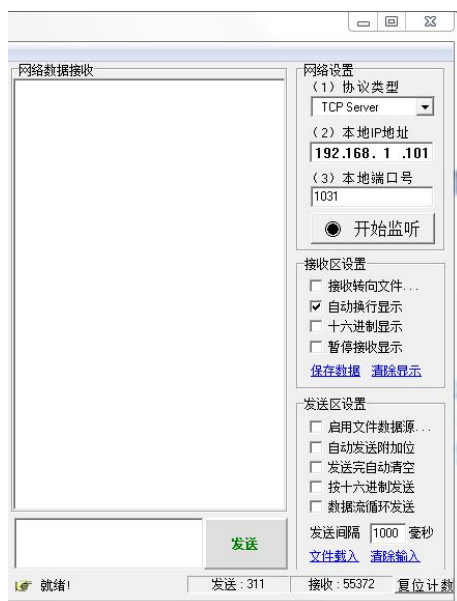 网络数据接收
网络设置
(1) 协议类型
TCP Server
(2) 本地IP地址
192.168. 1 .101
(3) 本地端口号
1031
开始监听
接收区设置
接收转向文件...
自动换行显示
十六进制显示
暂停接收显示
保存数据 清除显示
发送区设置
启用文件数据源...
自动发送附加位
发送完自动清空
按十六进制发送
数据流循环发送
发送间隔 1000 毫秒
文件载入 清除输入
发送
就绪!
发送 : 311
接收 : 55372
复位计数